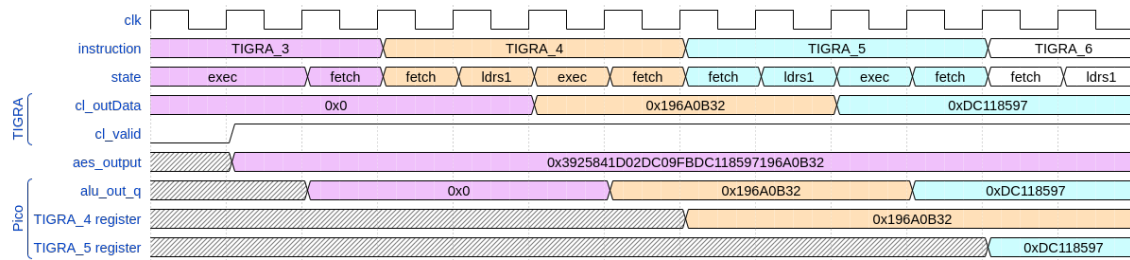 clk
instruction TIGRA_3 TIGRA_4 TIGRA_5 TIGRA_6
state exec fetch fetch ldrs1 exec fetch fetch ldrs1 exec fetch fetch ldrs1
TIGRA
cl_outData 0x0 0x196A0B32 0xDC118597
cl_valid
aes_output 0x3925841D02DC09FBDC118597196A0B32
Pico
alu_out_q 0x0 0x196A0B32 0xDC118597
TIGRA_4 register 0x196A0B32
TIGRA_5 register 0xDC118597